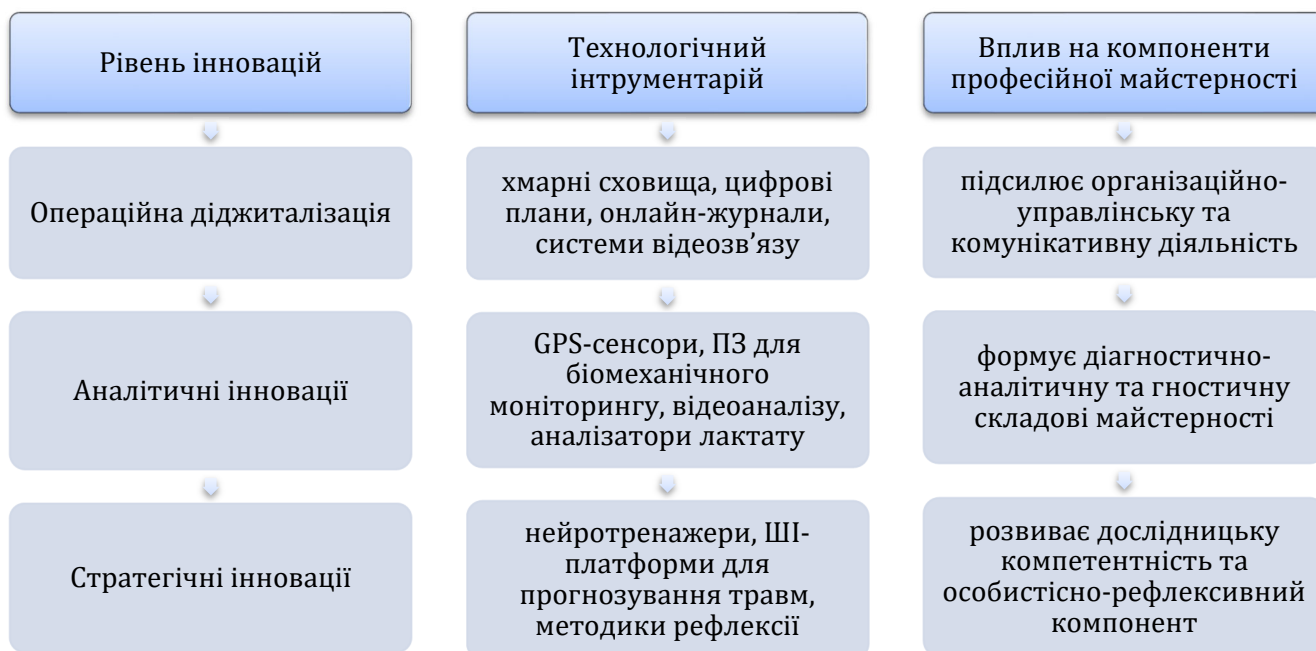 Рівень інновацій
Технологічний
інтрументарій
Вплив на компоненти
професійної майстерності
Операційна діджиталізація
хмарні сховища, цифрові
плани, онлайн-журнали,
системи відеозв’язу
підсилює організаційно-
управлінську та
комунікативну діяльність
Аналітичні інновації
GPS-сенсори, ПЗ для
біомеханічного
моніторингу, відеоаналізу,
аналізатори лактату
формує діагностично-
аналітичну та гностичну
складові майстерності
Стратегічні інновації
нейротренажери, ШІ-
платформи для
прогнозування травм,
методики рефлексії
розвиває дослідницьку
компетентність та
особистісно-рефлексивний
компонент